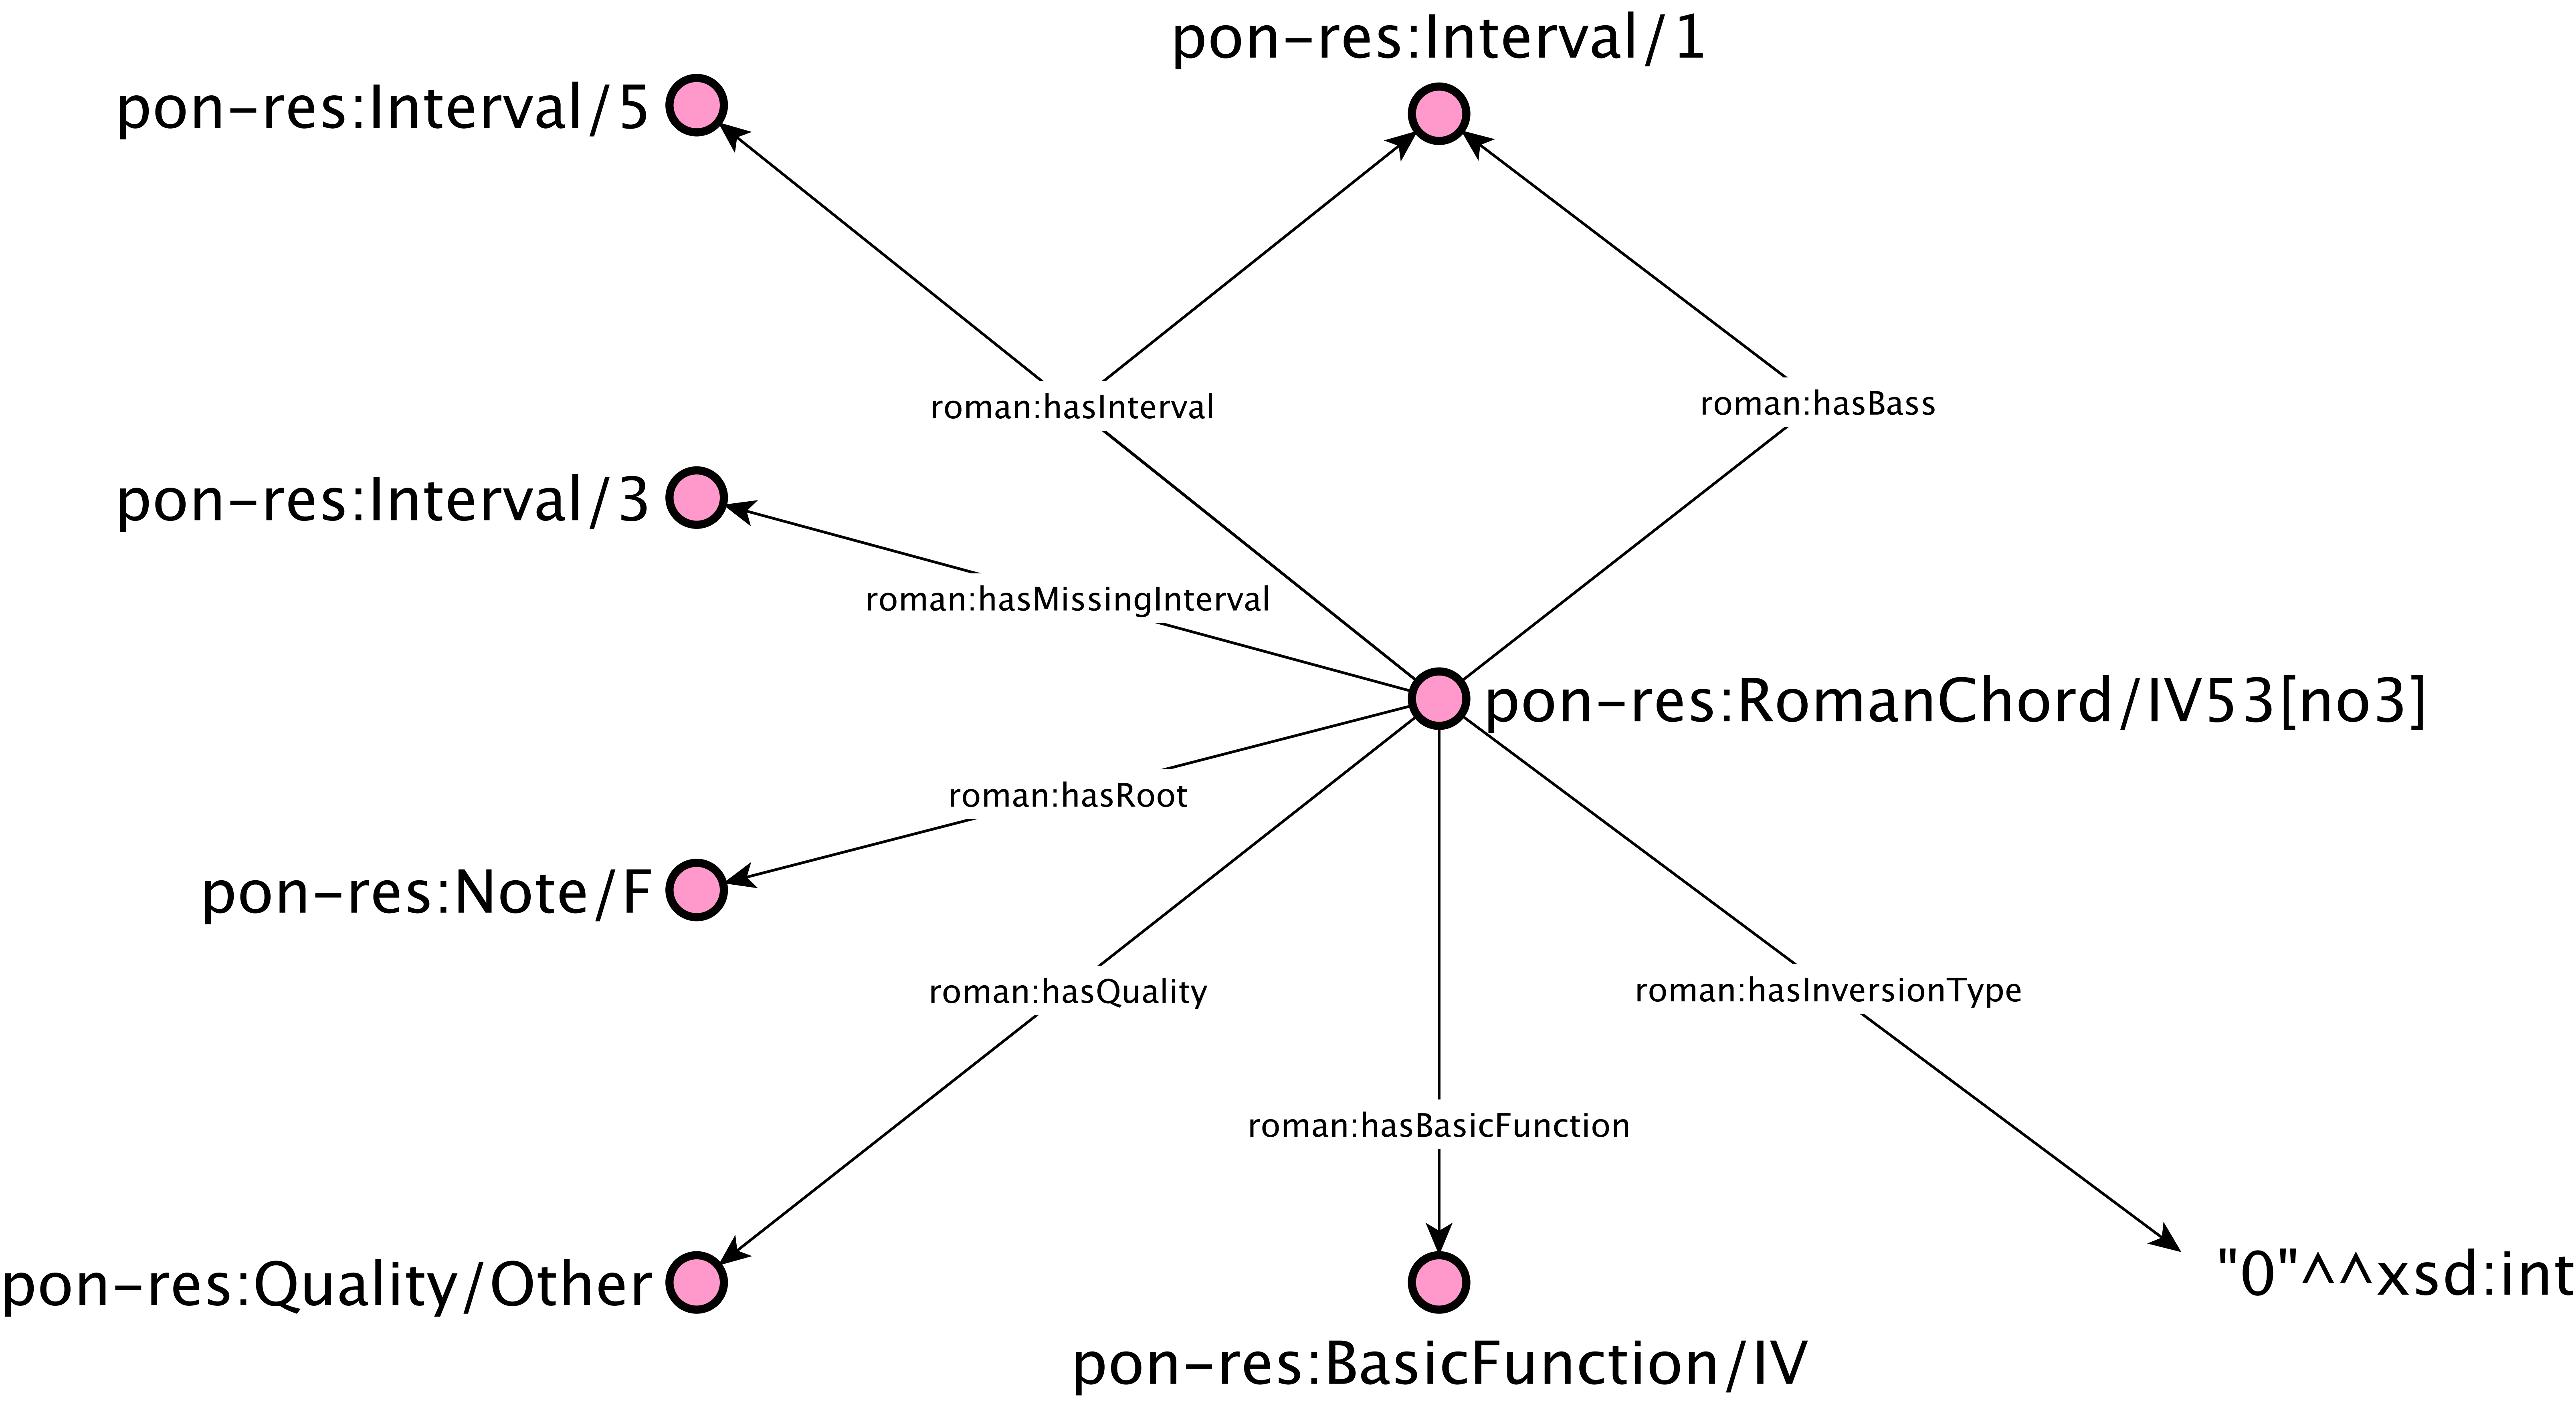 pon-res:Interval/1
pon-res:Interval/5
roman:hasInterval
roman:hasBass
pon-res:Interval/3
roman:hasMissingInterval
pon-res:RomanChord/IV53[no3]
roman:hasRoot
pon-res:Note/F
roman:hasQuality
roman:hasInversionType
roman:hasBasicFunction
pon-res:Quality/Other
"0"^^xsd:int
pon-res:BasicFunction/IV